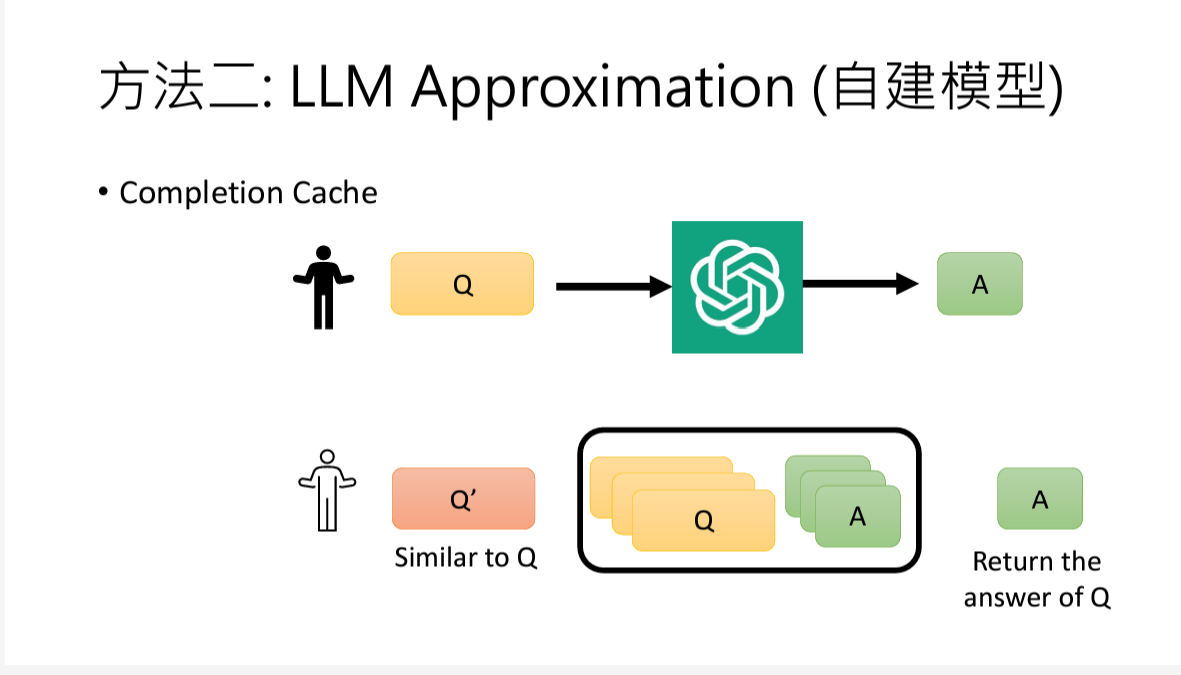 方法二: LLM Approximation (自建模型)
• Completion Cache
Q
A
Q’
Similar to Q
Q
A
A
Return the
answer of Q